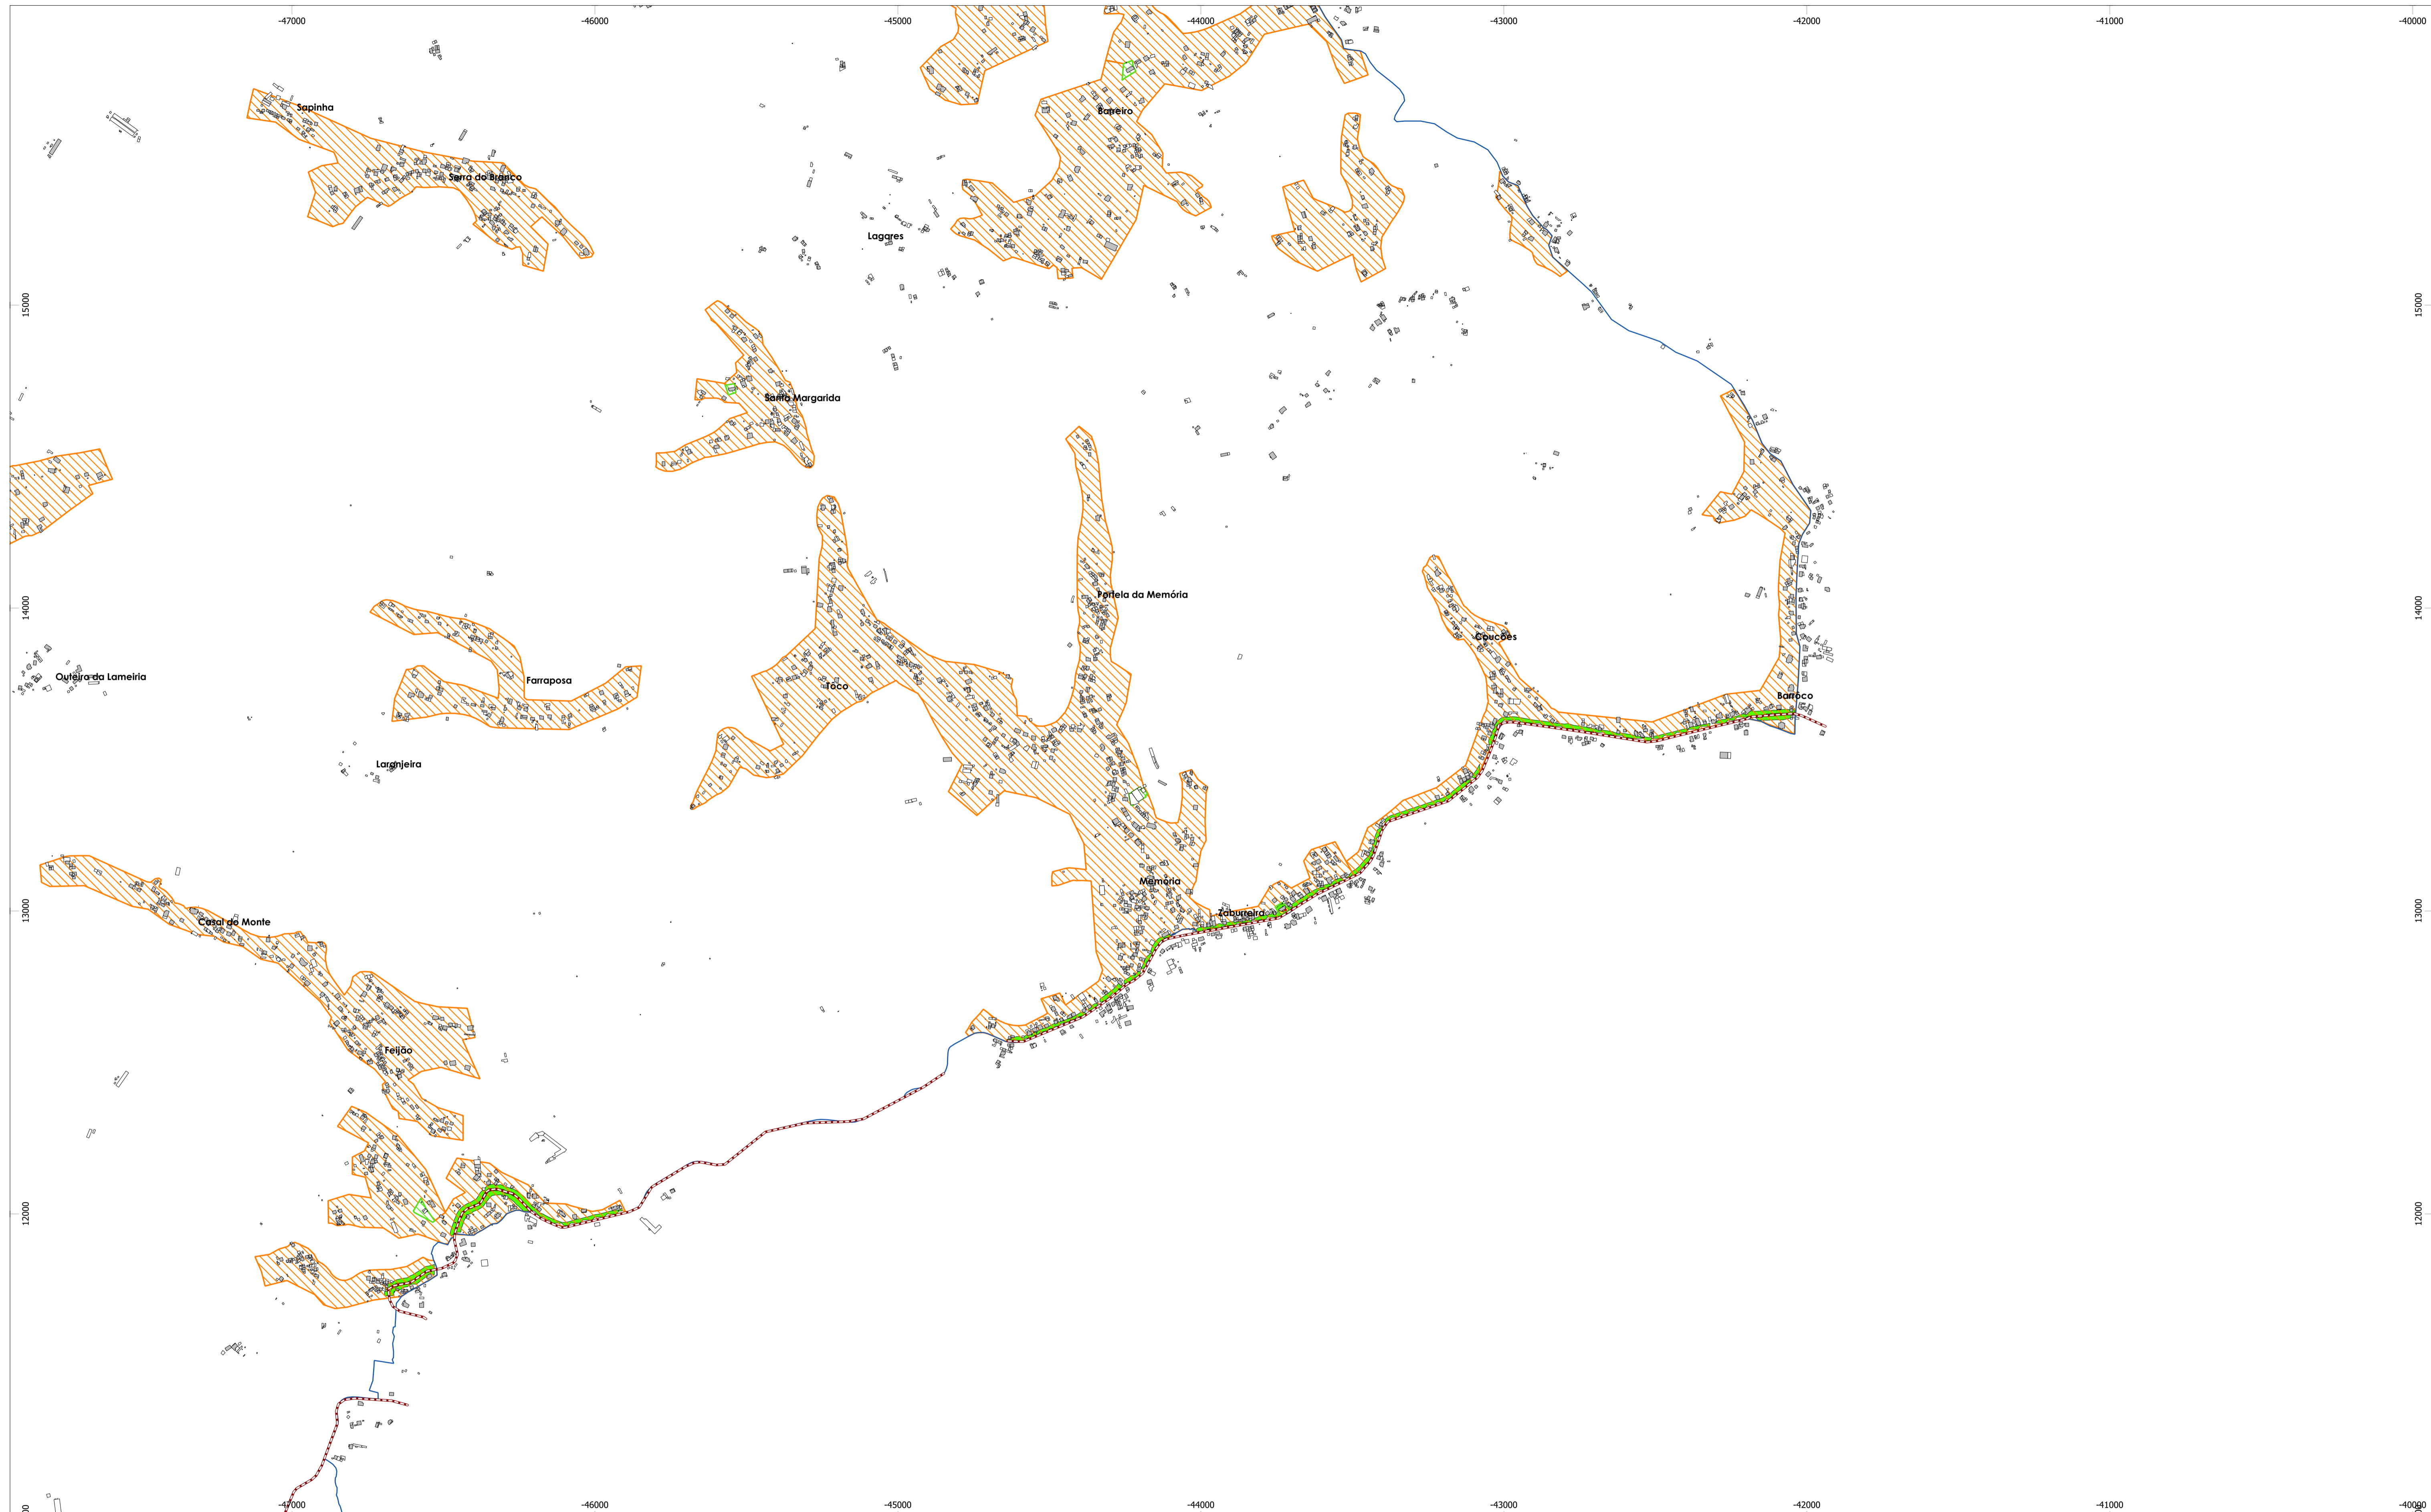 -47000 -46000 -45000 -44000 -43000 -42000 -41000 -40000
Sapinha
Barreiro
Serra do Branco
Lagares
15000 15000
Santa Margarida
Portela da Memória
14000 14000
Coucões
Outeiro da Lameiria
Farraposa
Toco
Barrôco
Laranjeira
Memória
Zaburreira
13000 13000
Casal do Monte
Feijão
12000 12000
-47000 -46000 -45000 -44000 -43000 -42000 -41000 -40000